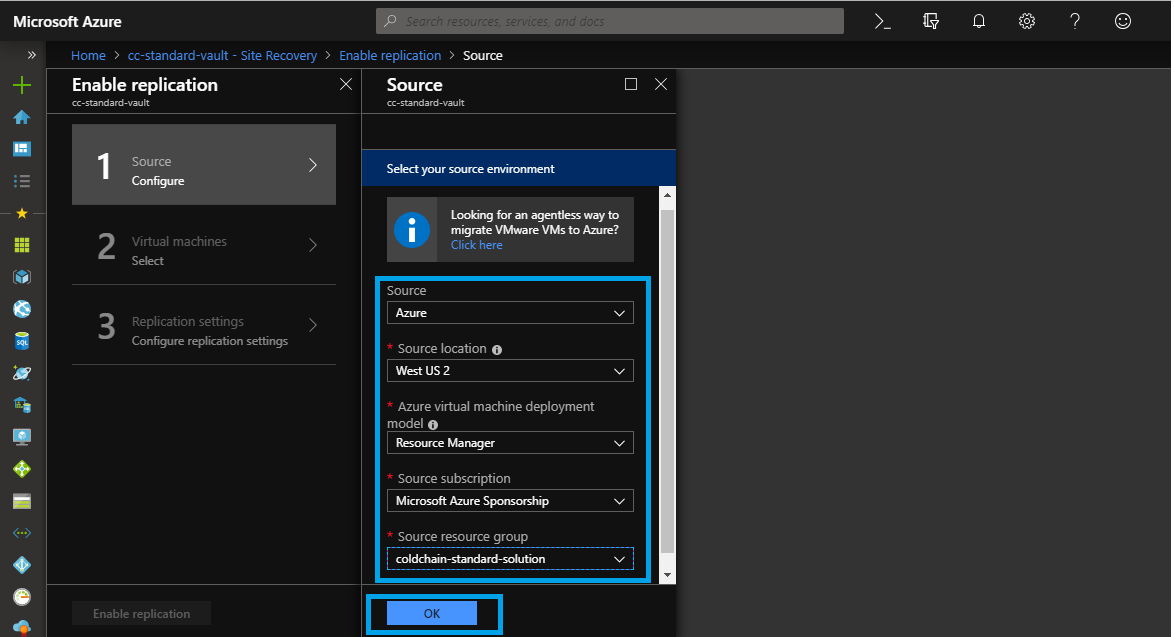 Microsoft Azure
Search resources, services, and docs
Home > cc-standard-vault - Site Recovery > Enable replication > Source
Enable replication
cc-standard-vault
1
Source
Configure
2
Virtual machines
Select
3
Replication settings
Configure replication settings
Enable replication
Source
cc-standard-vault
Select your source environment
Looking for an agentless way to
migrate VMware VMs to Azure?
Click here
Source
Azure
* Source location
West US 2
* Azure virtual machine deployment
model
Resource Manager
* Source subscription
Microsoft Azure Sponsorship
* Source resource group
coldchain-standard-solution
OK
SQL